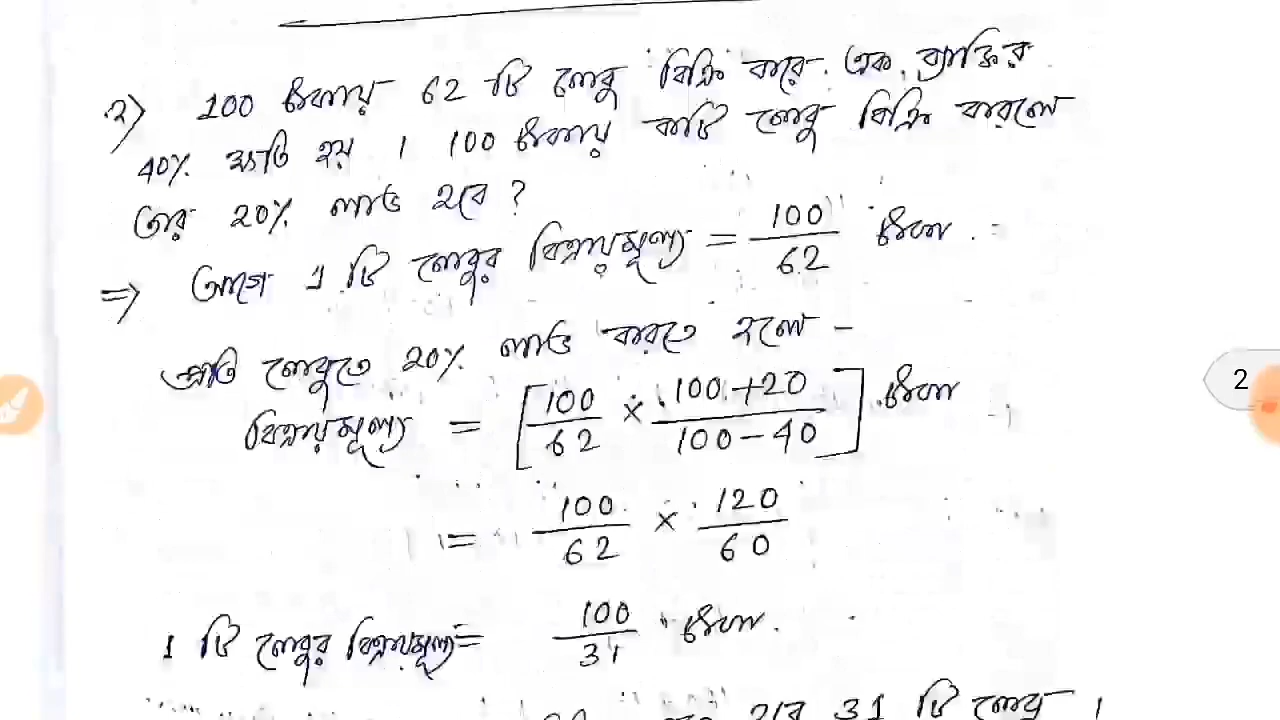 ২) 100 টাকায় 62 টি লেবু বিক্রি করে এক ব্যাক্তির
40% ক্ষতি হয় । 100 টাকায় কটি লেবু বিক্রি করলে
তার 20% লাভ হবে ?
⇒ আগে 1 টি লেবুর বিক্রয়মূল্য = 100/62 টাকা .
প্রতি লেবুতে 20% লাভ করতে হলে -
বিক্রয়মূল্য = [100/62 × 100+20/100-40] টাকা
= 100/62 × 120/60
1 টি লেবুর বিক্রয়মূল্য = 100/31 টাকা .
হবে 31 টি লেবু ।
2